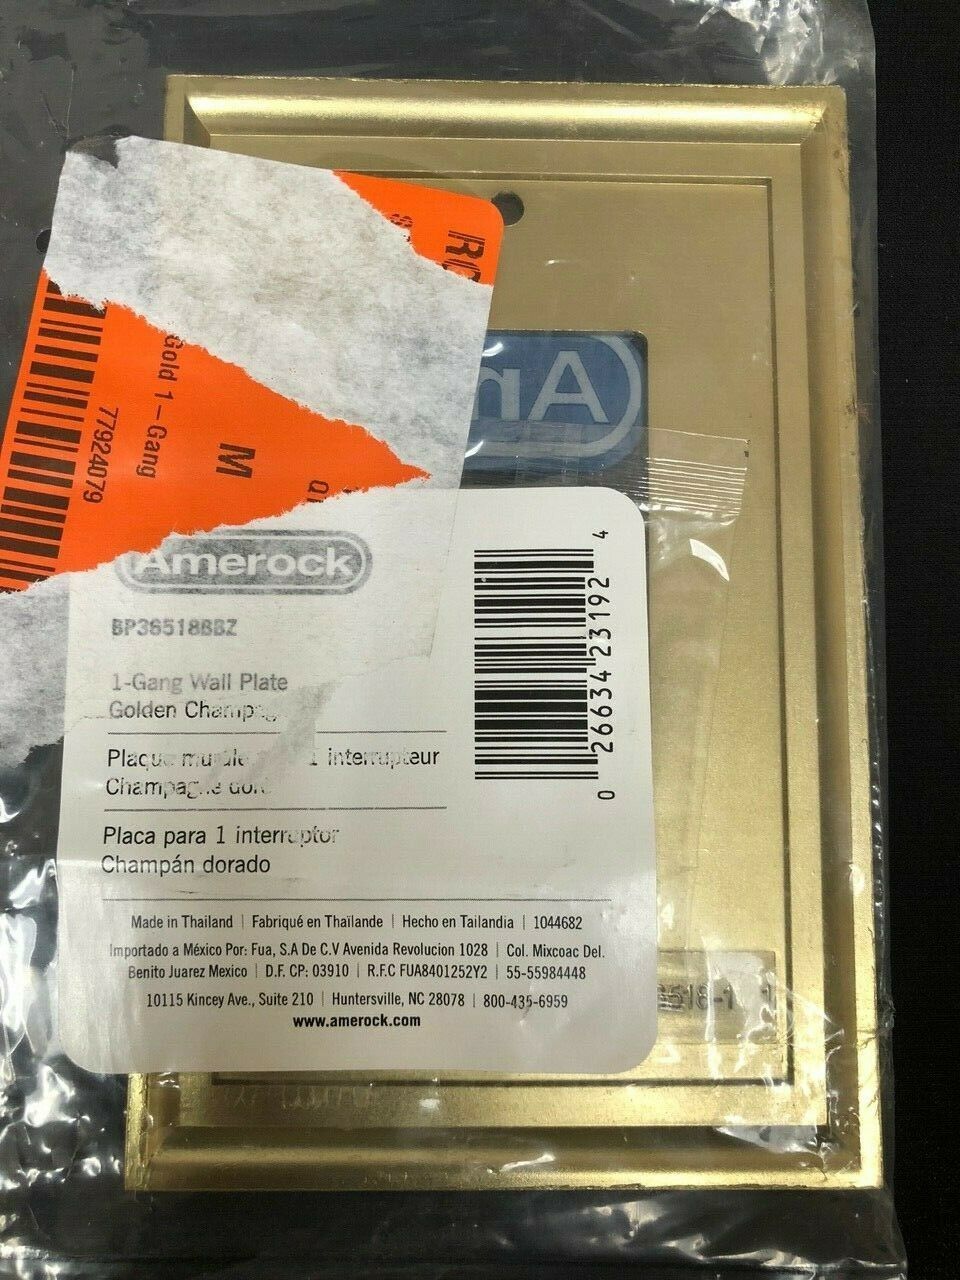 Gold 1-Gang
77924079
M
Amerock
BP36518BBZ
1-Gang Wall Plate
Golden
interrupteur
Placa para 1 interruptor
Champán dorado
Made in Thailand | Fabriqué en Thaïlande | Hecho en Tailandia | 1044682
Importado a México Por: Fua, S.A De C.V Avenida Revolucion 1028 | Col. Mixcoac Del.
Benito Juarez Mexico | D.F. CP: 03910 | R.F.C FUA8401252Y2 | 55-55984448
10115 Kincey Ave., Suite 210 | Huntersville, NC 28078 | 800-435-6959
www.amerock.com
0 26634 23192 4